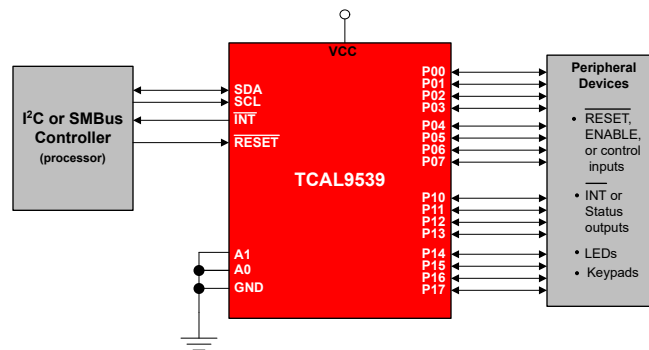 I²C or SMBus
Controller
(processor)
VCC
SDA
SCL
INT
RESET
TCAL9539
A1
A0
GND
P00
P01
P02
P03
P04
P05
P06
P07
P10
P11
P12
P13
P14
P15
P16
P17
Peripheral
Devices
• RESET,
ENABLE,
or control
inputs
• INT or
Status
outputs
• LEDs
• Keypads